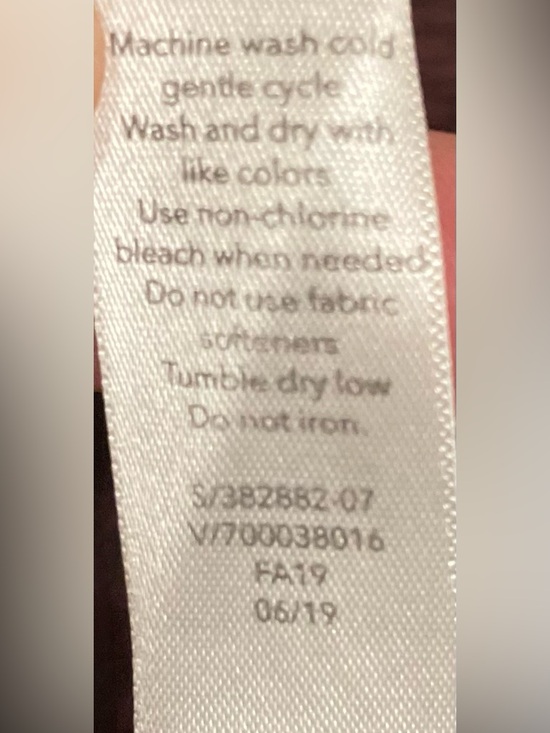 Machine wash cold
gentle cycle
Wash and dry with
like colors
Use non-chlorine
bleach when needed
Do not use fabric
softeners
Tumble dry low
Do not iron.
S/382882-07
V/700038016
FA19
06/19